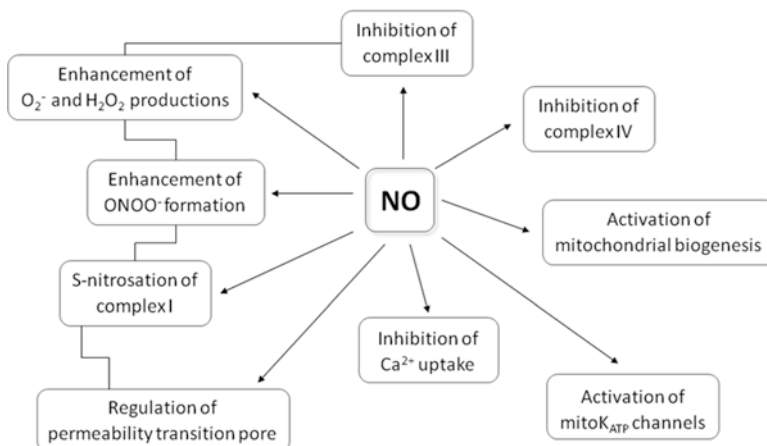 Inhibition of
complex III
Enhancement of
O₂⁻ and H₂O₂ productions
Inhibition of
complex IV
Enhancement of
ONOO⁻ formation
NO
Activation of
mitochondrial biogenesis
S-nitrosation of
complex I
Inhibition of
Ca²⁺ uptake
Activation of
mitoK_ATP channels
Regulation of
permeability transition pore